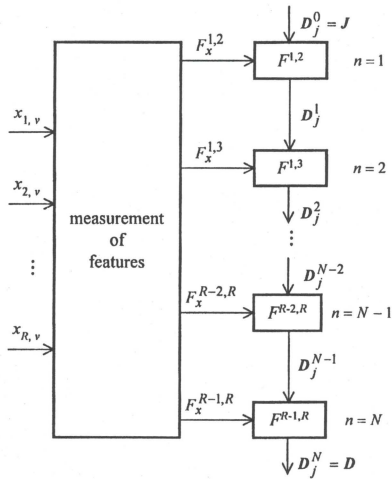 D_j^0 = J
F_x^{1,2}
F^{1,2}
n = 1
x_{1, v}
D_j^1
F_x^{1,3}
F^{1,3}
n = 2
x_{2, v}
D_j^2
measurement
of
features
⋮
⋮
D_j^{N-2}
F_x^{R-2,R}
F^{R-2,R}
n = N - 1
x_{R, v}
D_j^{N-1}
F_x^{R-1,R}
F^{R-1,R}
n = N
D_j^N = D